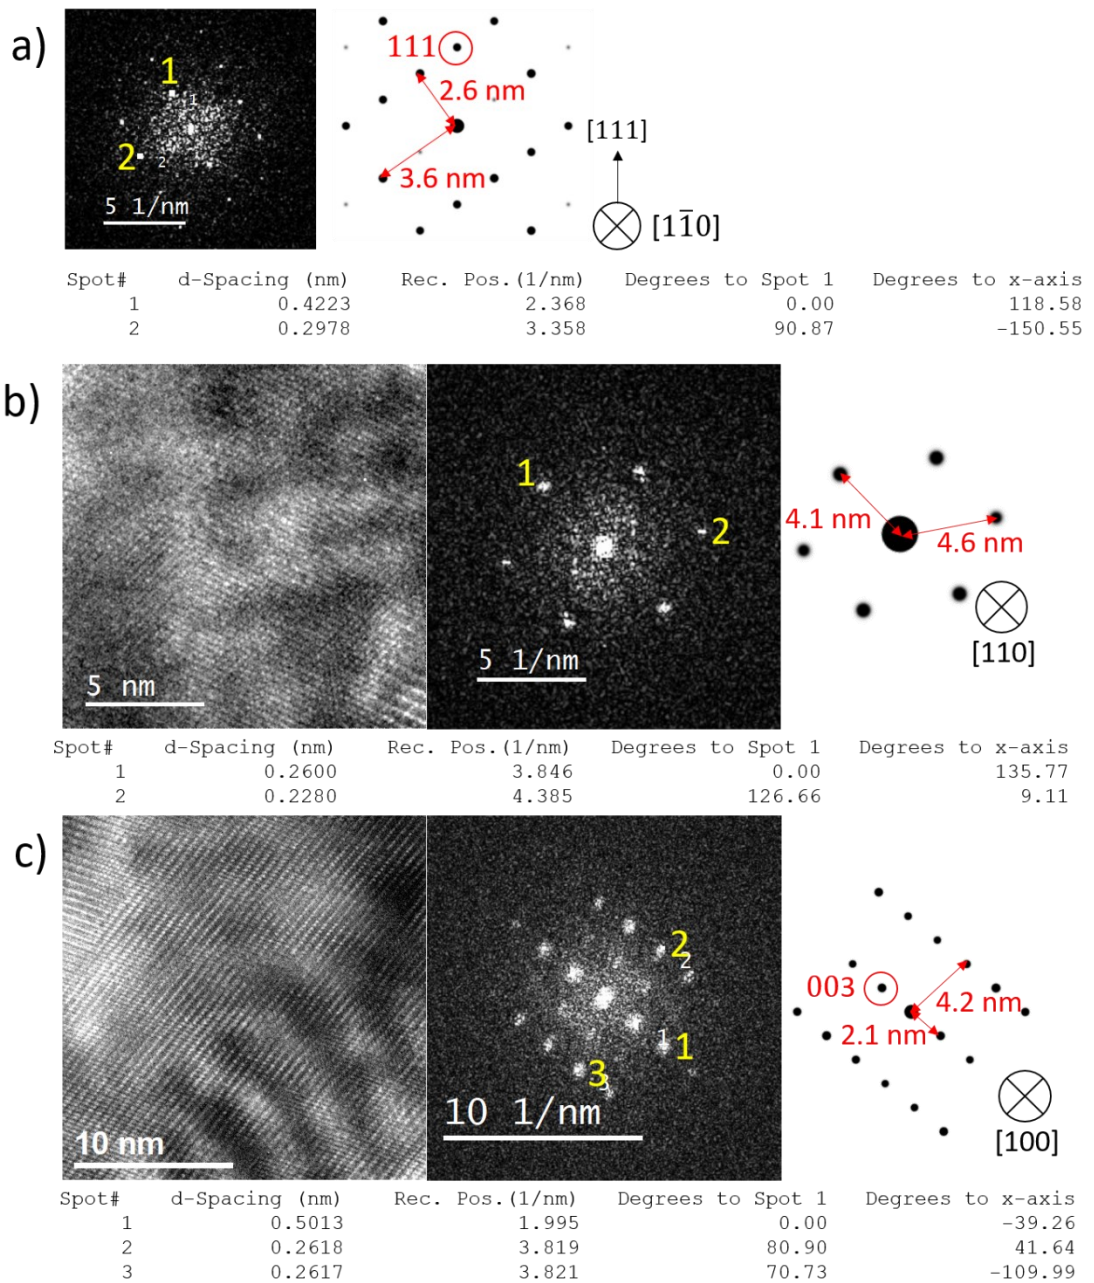 a)
1
1
2
2
5 1/nm
111
2.6 nm
3.6 nm
[111]
[11̅0]
Spot# d-Spacing (nm) Rec. Pos.(1/nm) Degrees to Spot 1 Degrees to x-axis
1 0.4223 2.368 0.00 118.58
2 0.2978 3.358 90.87 -150.55
b)
5 nm
1
2
5 1/nm
4.1 nm
4.6 nm
[110]
Spot# d-Spacing (nm) Rec. Pos.(1/nm) Degrees to Spot 1 Degrees to x-axis
1 0.2600 3.846 0.00 135.77
2 0.2280 4.385 126.66 9.11
c)
10 nm
2
2
1
1
3
3
10 1/nm
003
4.2 nm
2.1 nm
[100]
Spot# d-Spacing (nm) Rec. Pos.(1/nm) Degrees to Spot 1 Degrees to x-axis
1 0.5013 1.995 0.00 -39.26
2 0.2618 3.819 80.90 41.64
3 0.2617 3.821 70.73 -109.99